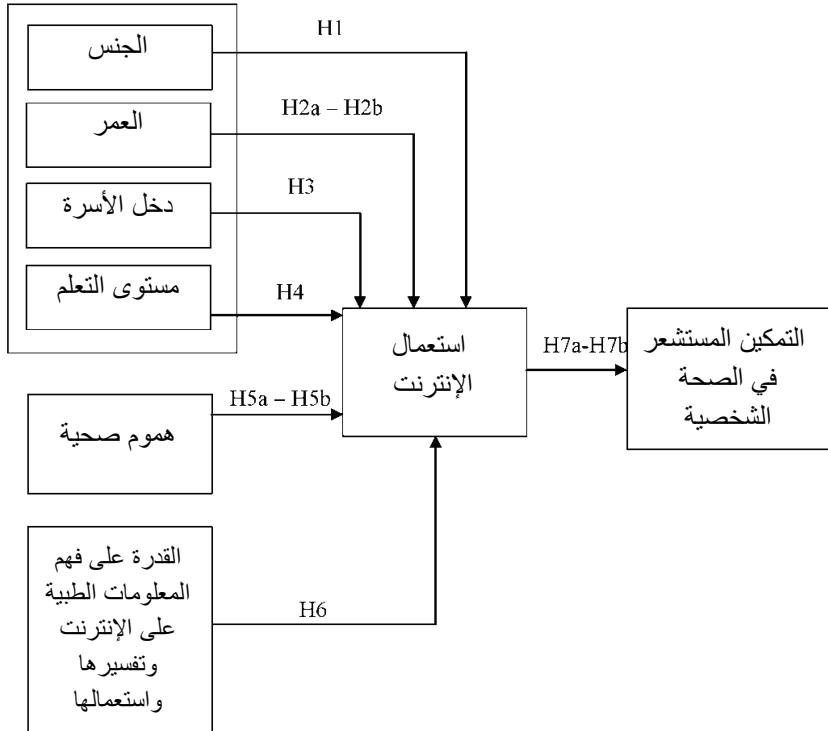 الجنس
H1
العمر
H2a – H2b
دخل الأسرة
H3
مستوى التعلم
H4
استعمال
الإنترنت
H7a-H7b
التمكين المستشعر
في الصحة
الشخصية
هموم صحية
H5a – H5b
القدرة على فهم
المعلومات الطبية
على الإنترنت
وتفسيرها
واستعمالها
H6